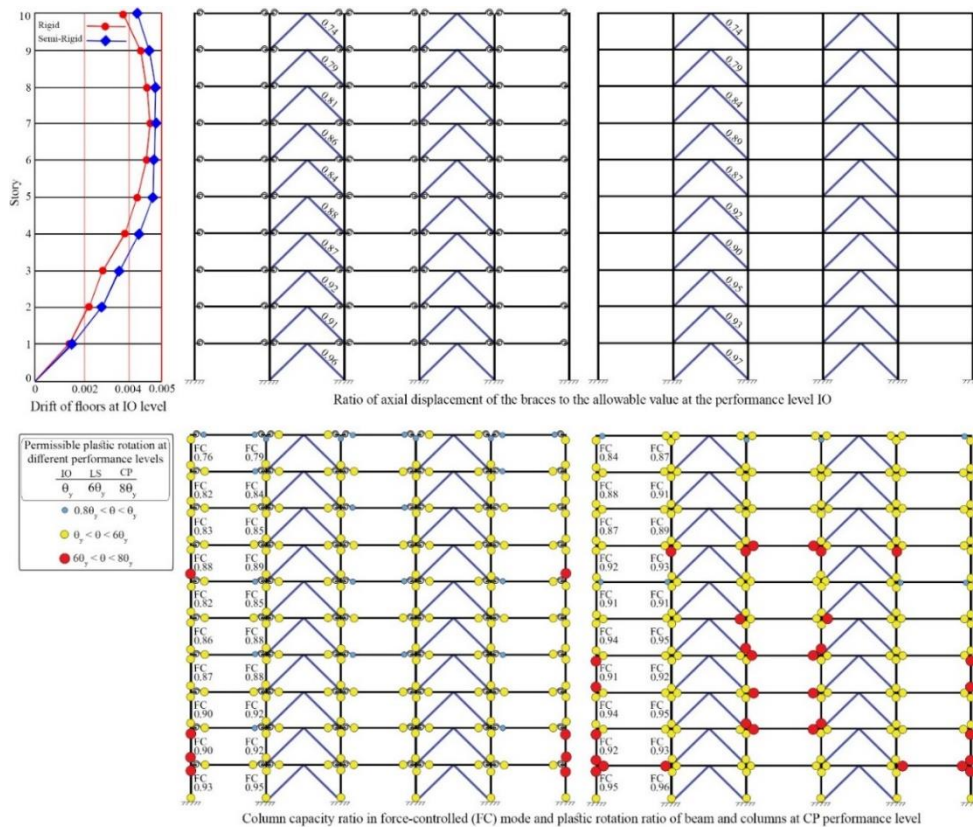 10
Rigid
Semi-Rigid
9
8
7
6
5
4
3
2
1
0
Story
0 0.002 0.004 0.005
Drift of floors at IO level
0.74
0.79
0.81
0.86
0.84
0.88
0.87
0.92
0.91
0.96
0.74
0.79
0.84
0.89
0.87
0.92
0.90
0.95
0.93
0.97
Ratio of axial displacement of the braces to the allowable value at the performance level IO
Permissible plastic rotation at
different performance levels
IO LS CP
θy 6θy 8θy
0.8θy < θ < θy
θy < θ < 6θy
6θy < θ < 8θy
FC FC
0.76 0.79
FC FC
0.82 0.84
FC FC
0.83 0.85
FC FC
0.88 0.89
FC FC
0.82 0.85
FC FC
0.86 0.88
FC FC
0.87 0.88
FC FC
0.90 0.92
FC FC
0.90 0.92
FC FC
0.93 0.95
FC FC
0.84 0.87
FC FC
0.88 0.91
FC FC
0.87 0.89
FC FC
0.92 0.93
FC FC
0.91 0.91
FC FC
0.94 0.95
FC FC
0.91 0.92
FC FC
0.94 0.95
FC FC
0.92 0.93
FC FC
0.95 0.96
Column capacity ratio in force-controlled (FC) mode and plastic rotation ratio of beam and columns at CP performance level